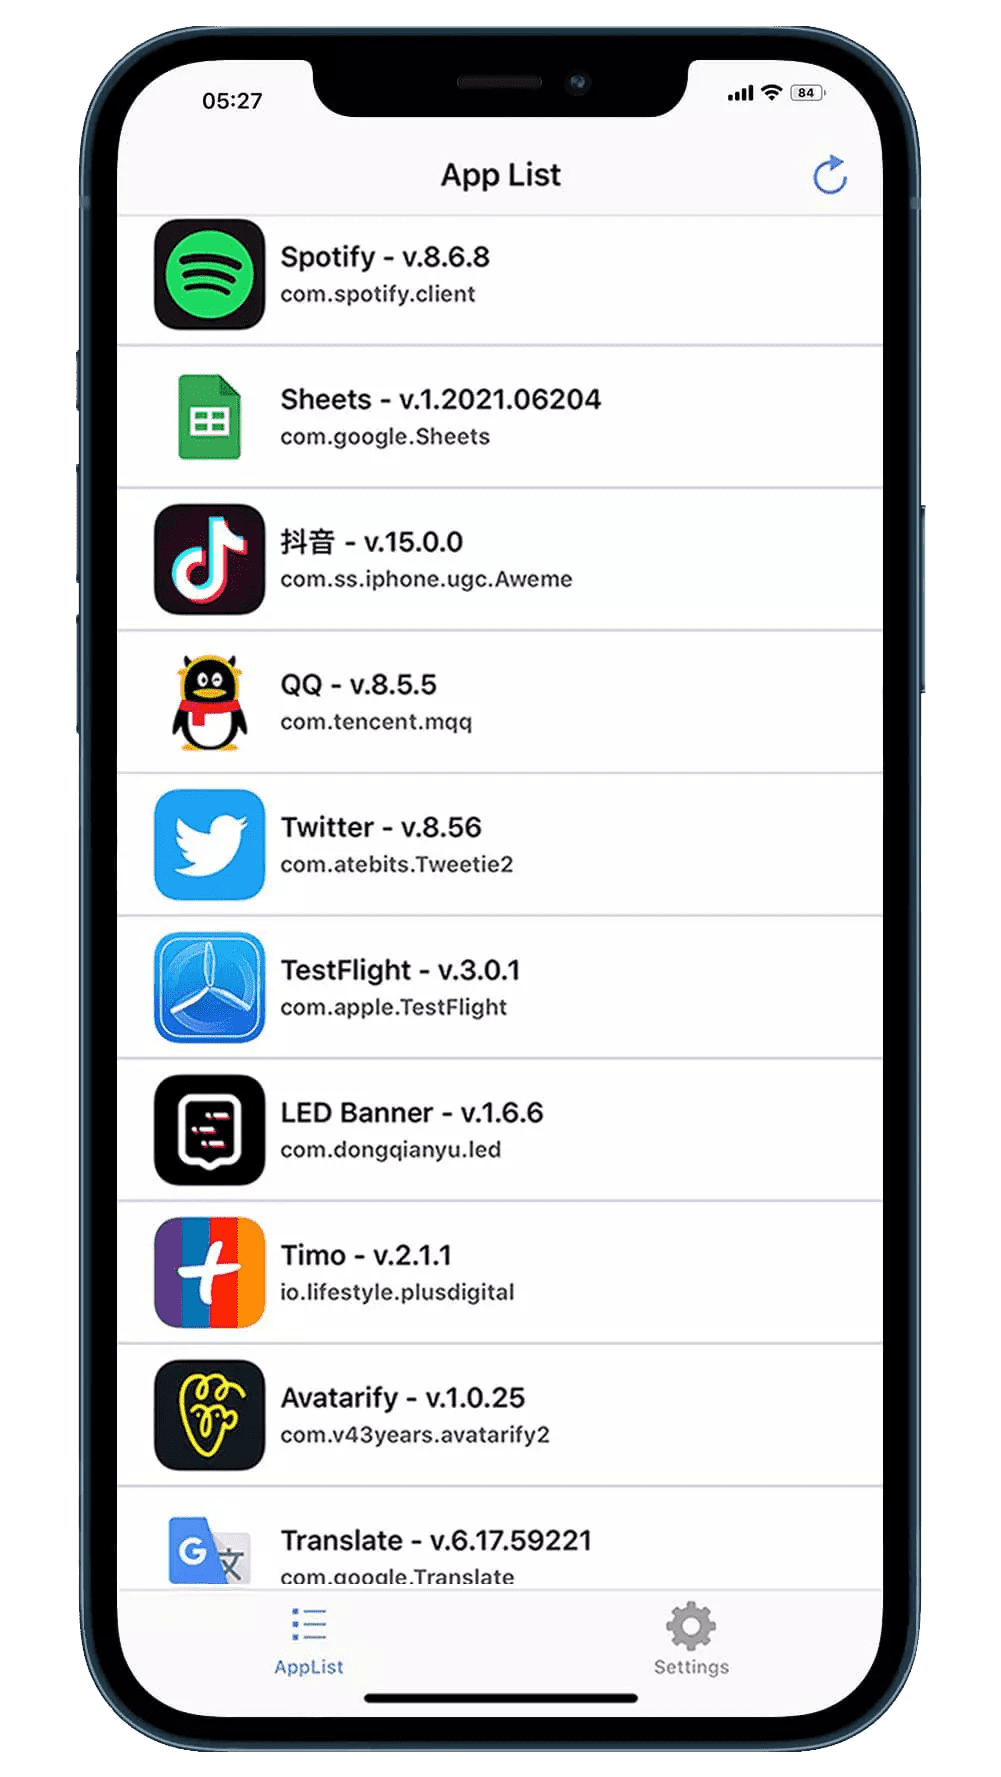 05:27
84
App List
Spotify - v.8.6.8
com.spotify.client
Sheets - v.1.2021.06204
com.google.Sheets
抖音 - v.15.0.0
com.ss.iphone.ugc.Aweme
QQ - v.8.5.5
com.tencent.mqq
Twitter - v.8.56
com.atebits.Tweetie2
TestFlight - v.3.0.1
com.apple.TestFlight
LED Banner - v.1.6.6
com.dongqianyu.led
Timo - v.2.1.1
io.lifestyle.plusdigital
Avatarify - v.1.0.25
com.v43years.avatarify2
G 文
Translate - v.6.17.59221
com.google.Translate
AppList
Settings